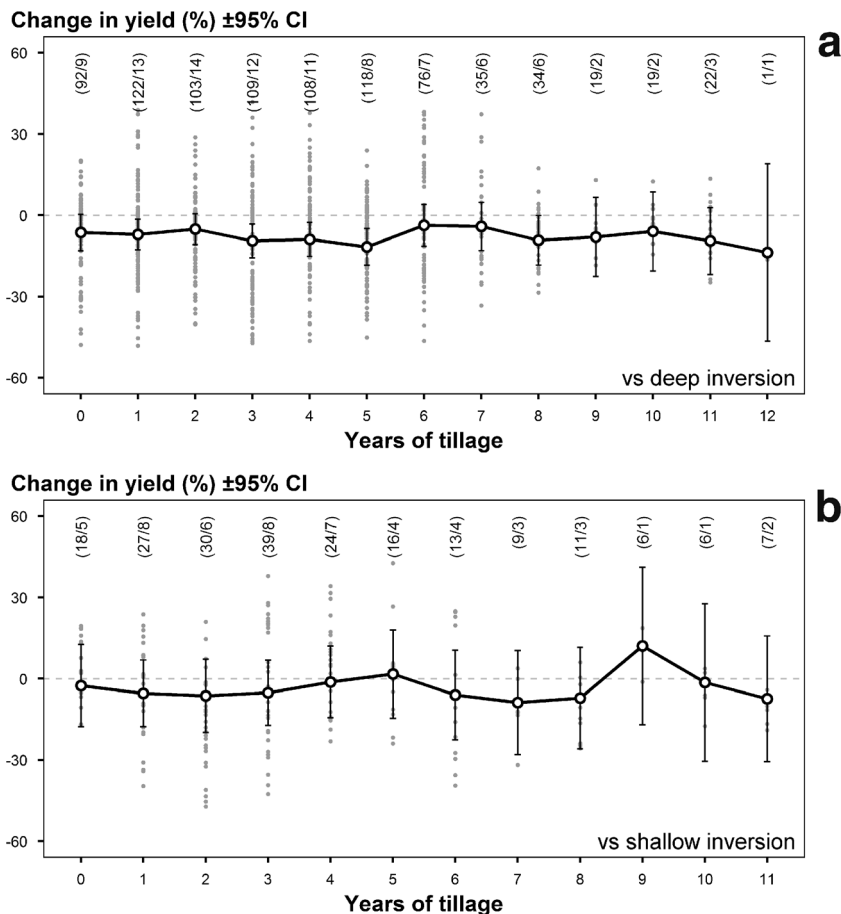 Change in yield (%) ±95% CI
a
60
30
0
-30
-60
(92/9) (122/13) (103/14) (109/12) (108/11) (118/8) (76/7) (35/6) (34/6) (19/2) (19/2) (22/3) (1/1)
vs deep inversion
0 1 2 3 4 5 6 7 8 9 10 11 12
Years of tillage
Change in yield (%) ±95% CI
b
60
30
0
-30
-60
(18/5) (27/8) (30/6) (39/8) (24/7) (16/4) (13/4) (9/3) (11/3) (6/1) (6/1) (7/2)
vs shallow inversion
0 1 2 3 4 5 6 7 8 9 10 11
Years of tillage